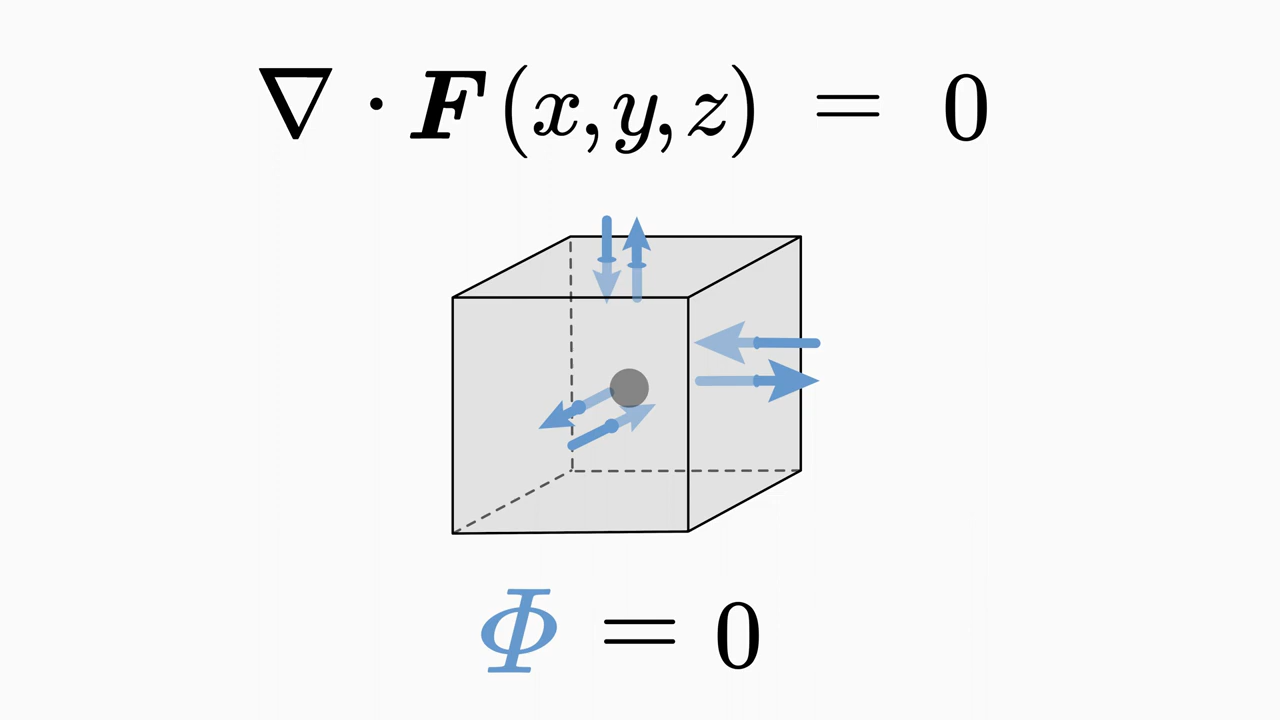 ∇ · F(x,y,z) = 0
Φ = 0